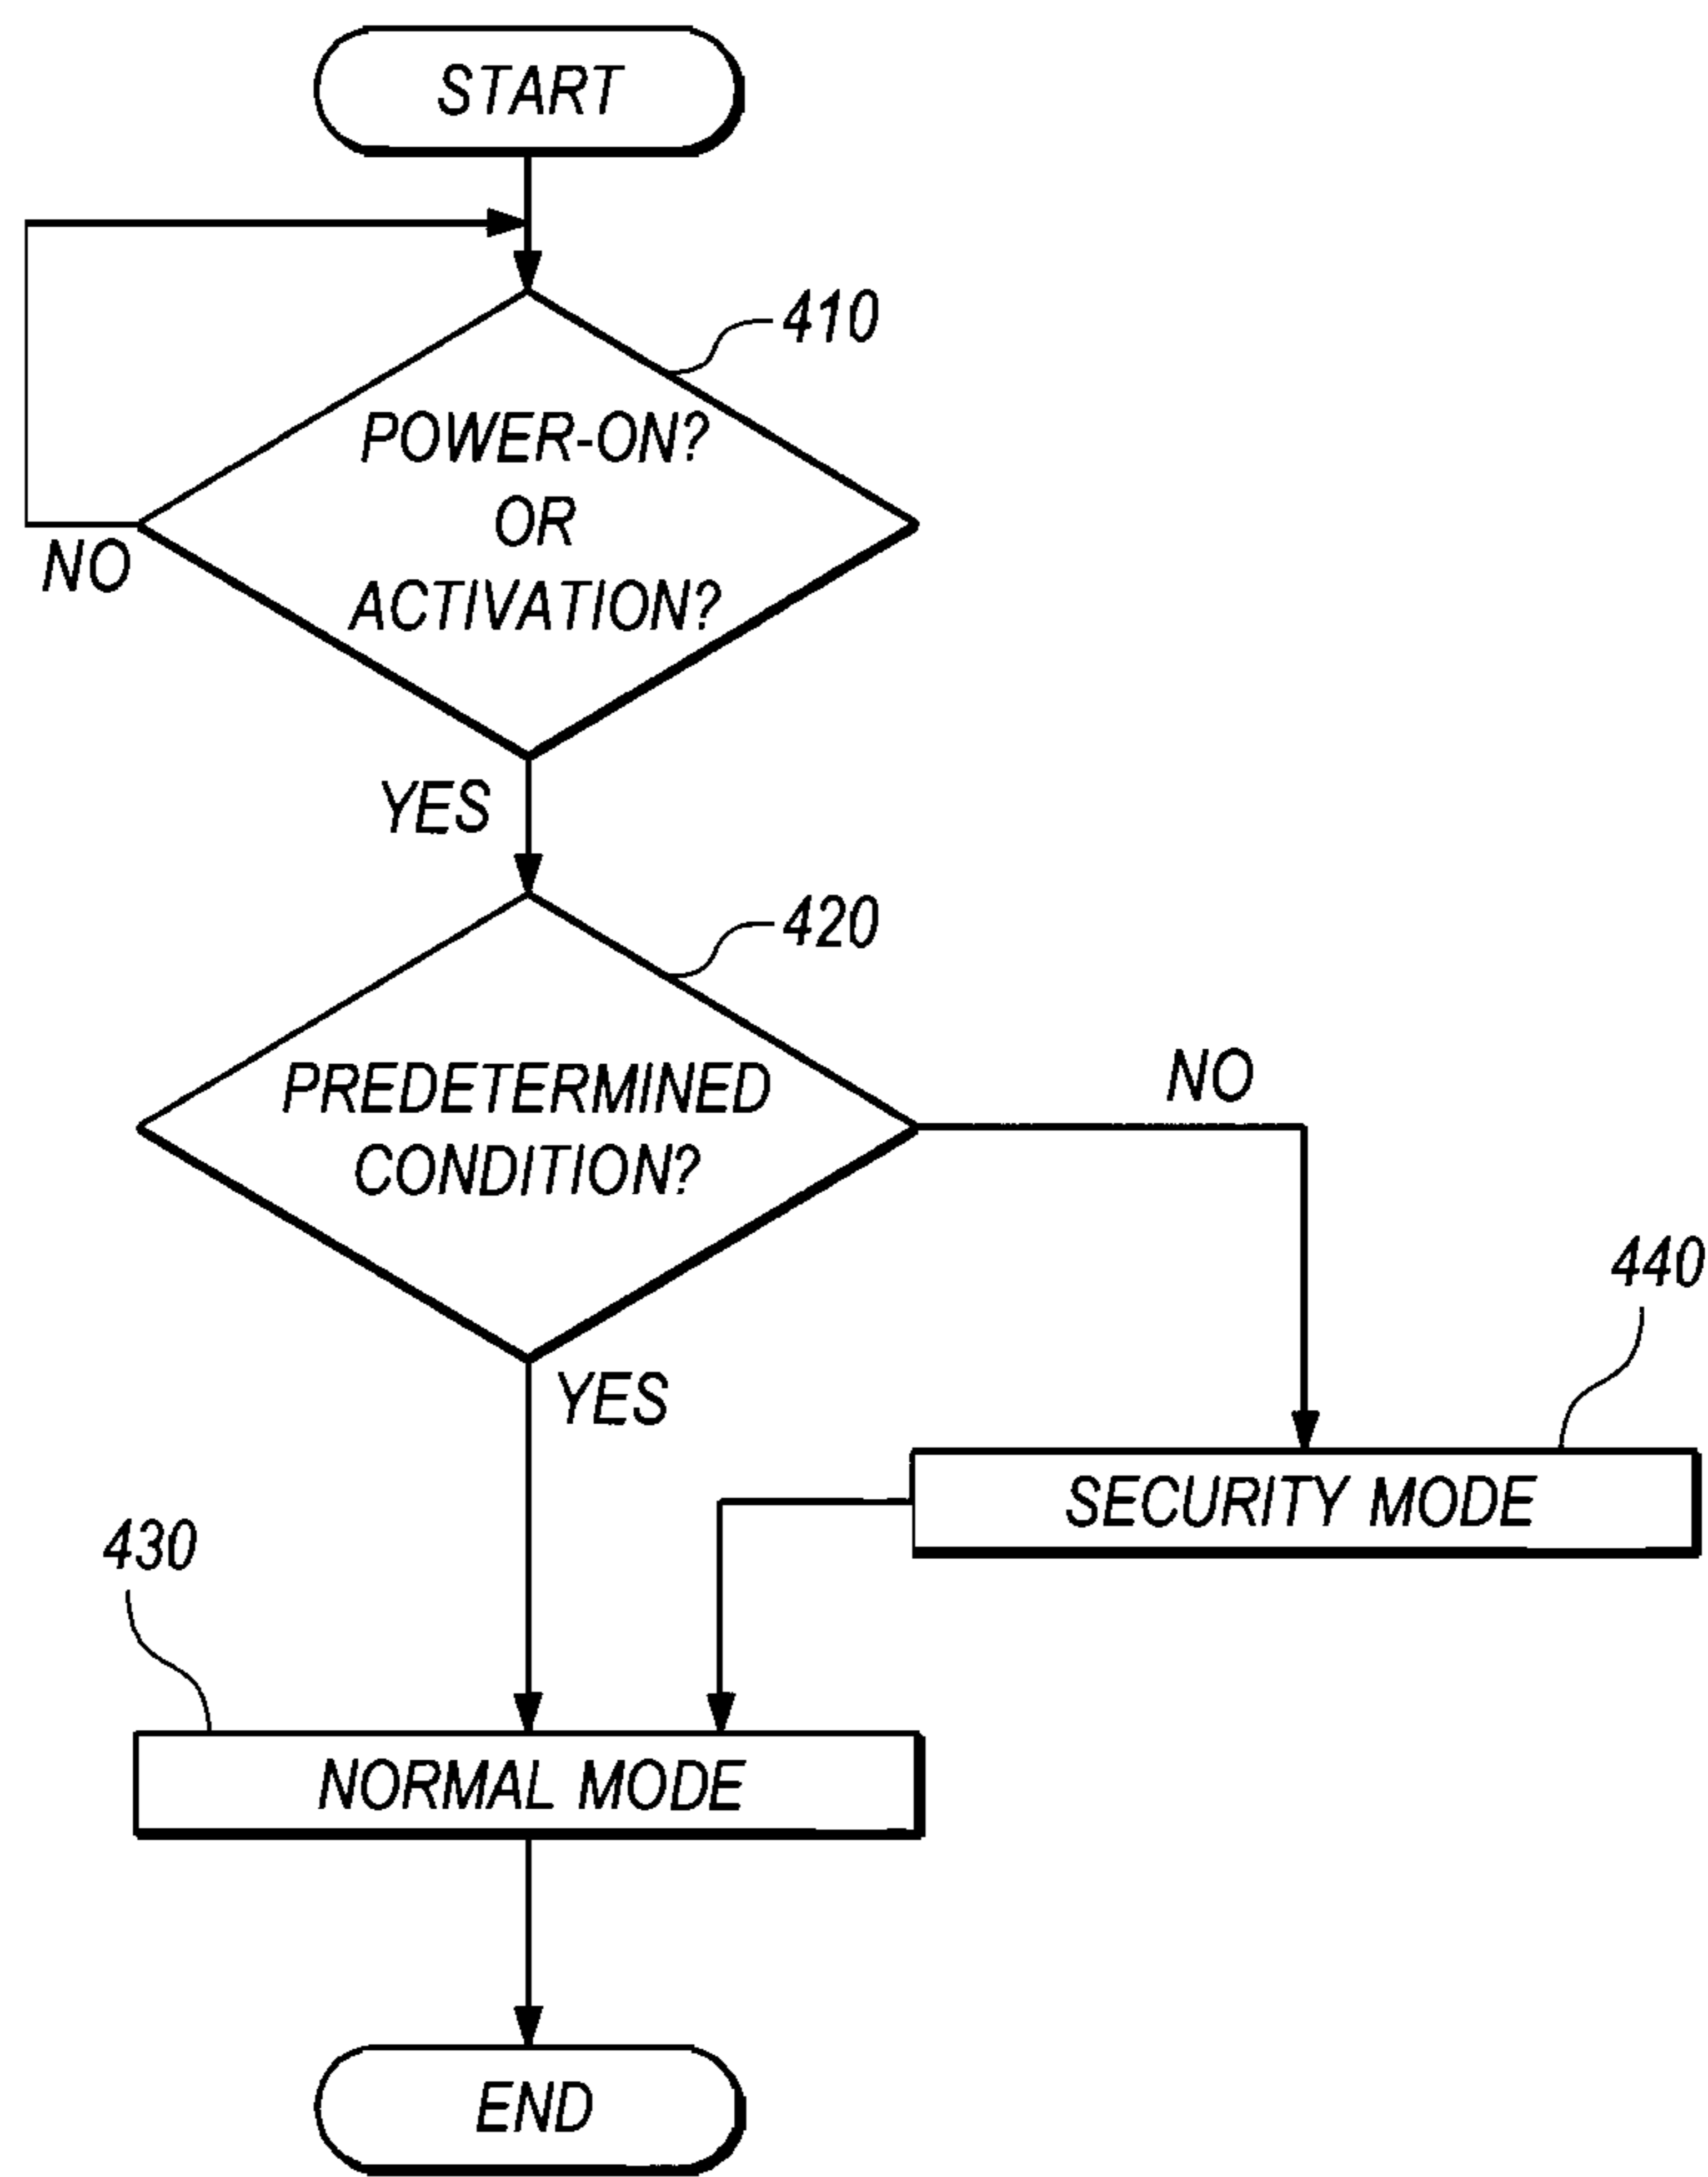 START
410
POWER-ON?
OR
ACTIVATION?
NO
YES
420
PREDETERMINED
CONDITION?
NO
YES
440
SECURITY MODE
430
NORMAL MODE
END